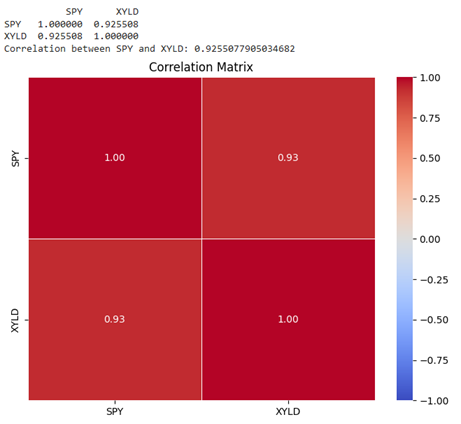 SPY XYLD
SPY 1.000000 0.925508
XYLD 0.925508 1.000000
Correlation between SPY and XYLD: 0.9255077905034682
Correlation Matrix
SPY
1.00
0.93
XYLD
0.93
1.00
SPY
XYLD
1.00
0.75
0.50
0.25
0.00
−0.25
−0.50
−0.75
−1.00